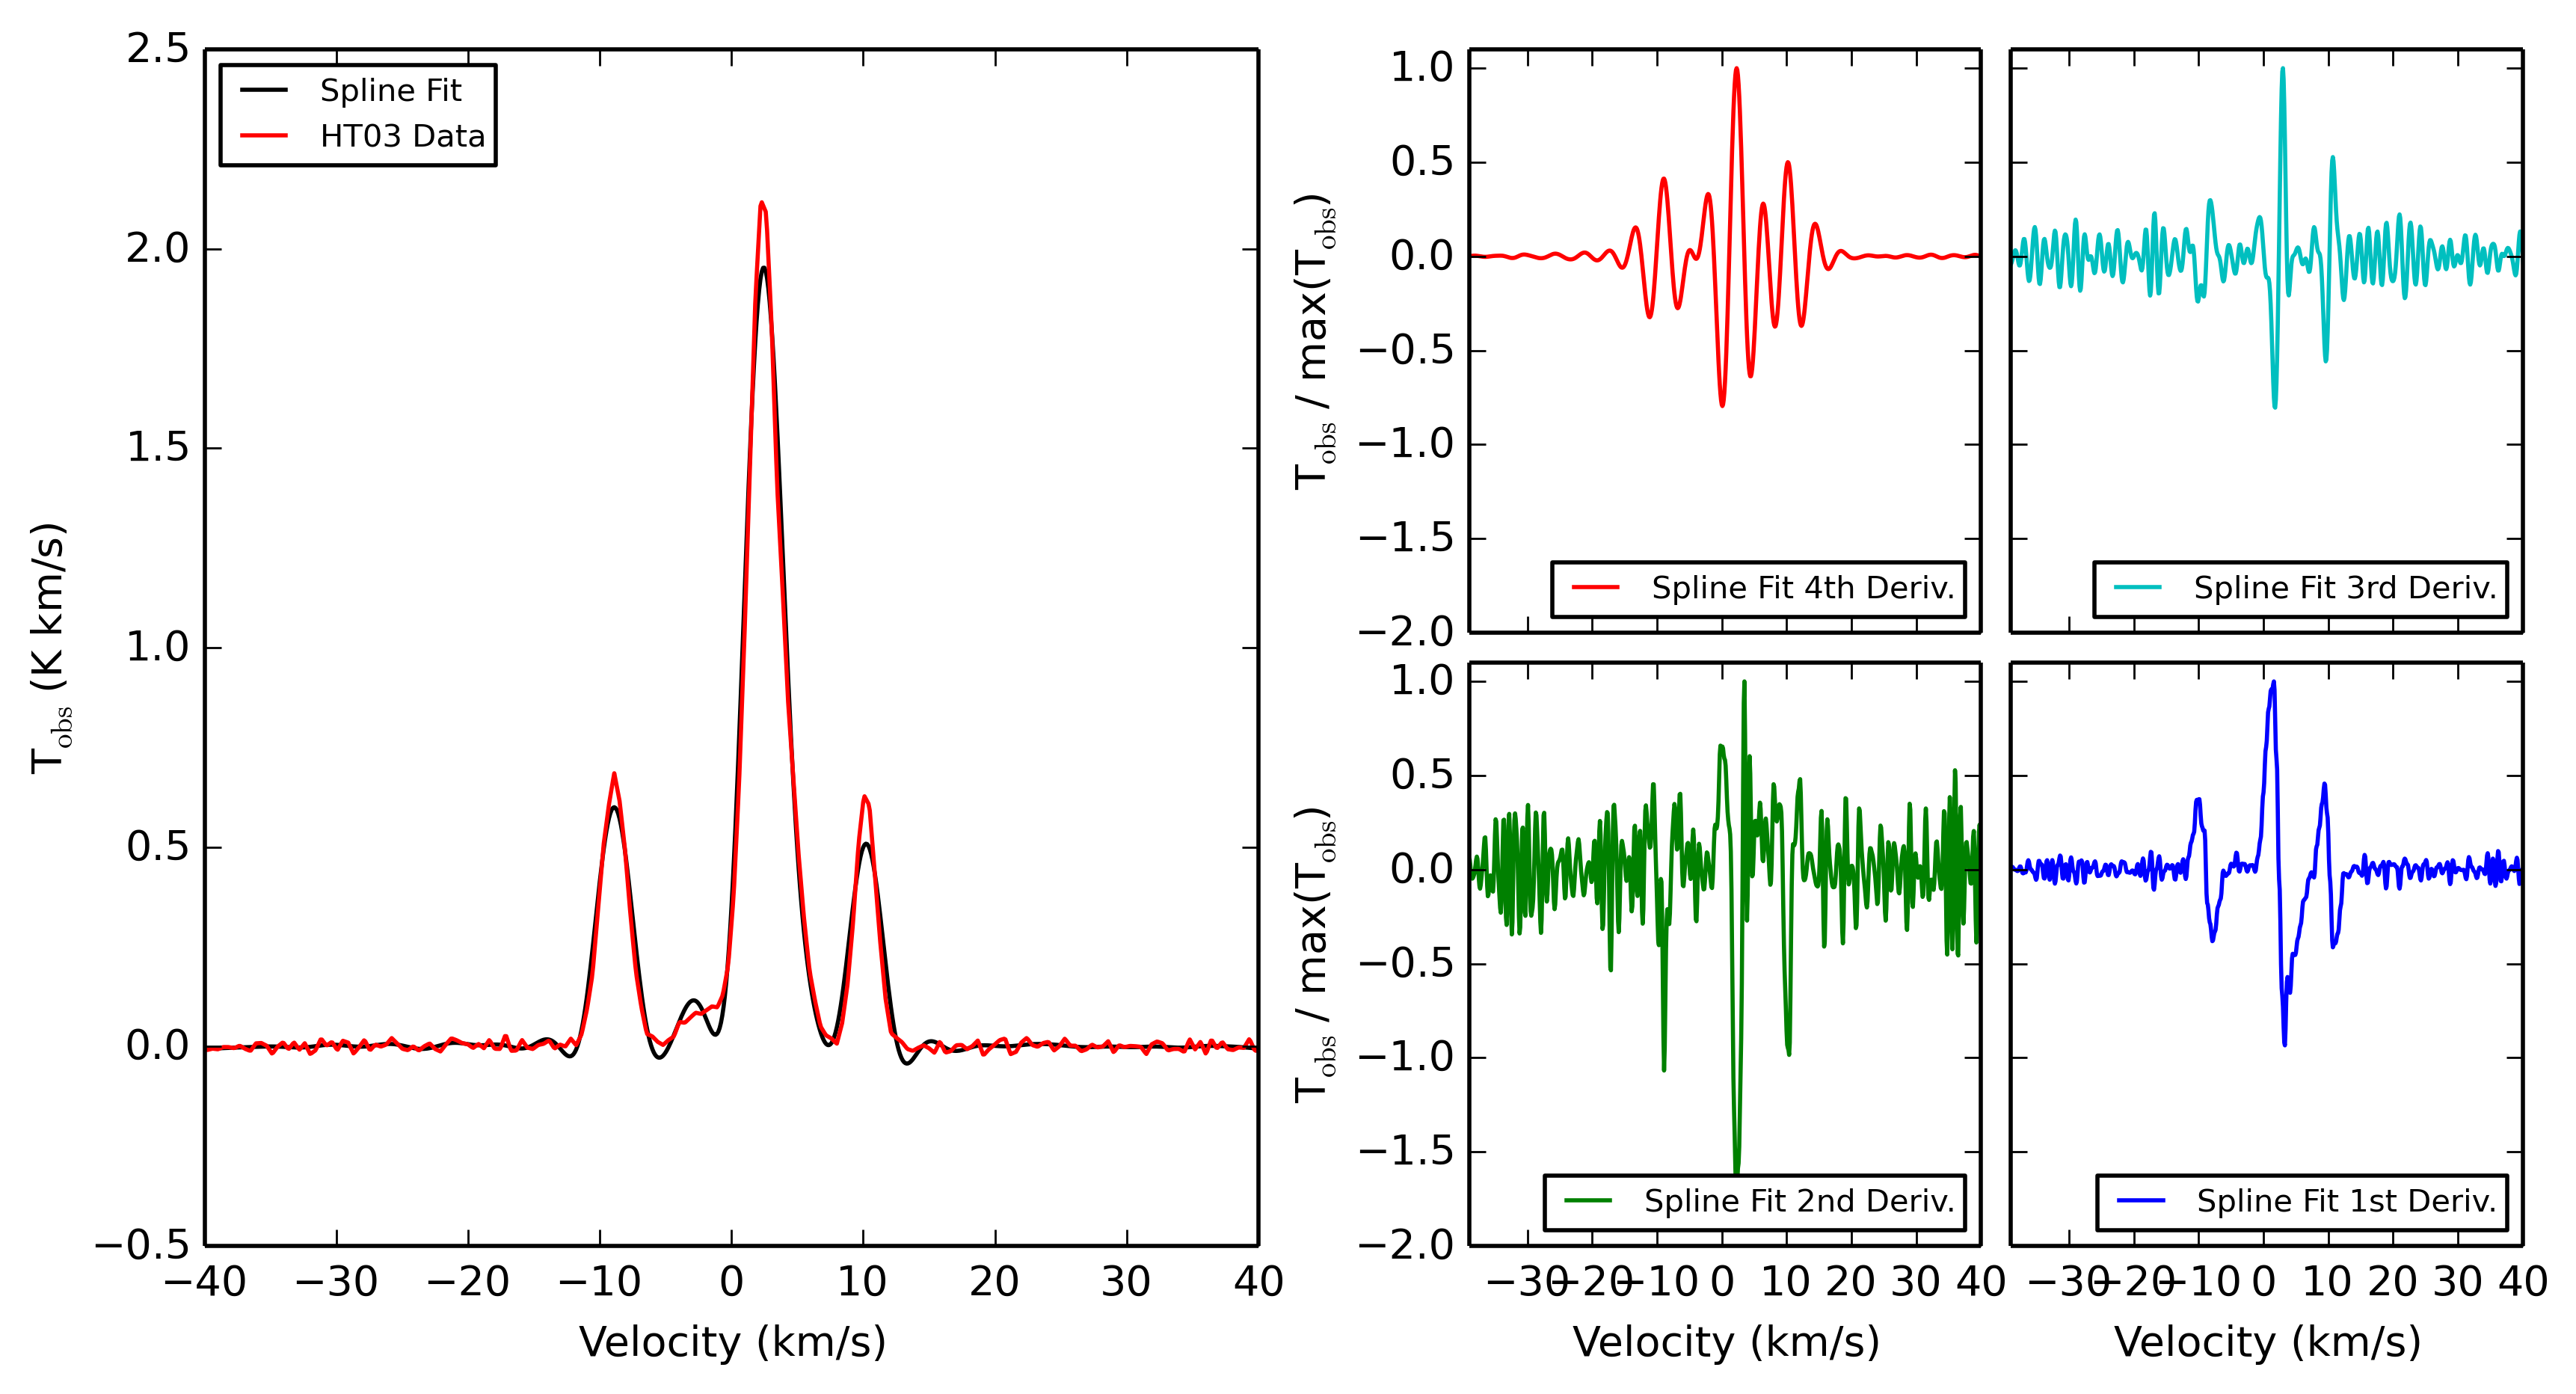 2.5
2.0
1.5
1.0
0.5
0.0
−0.5
T_obs (K km/s)
Spline Fit
HT03 Data
−40 −30 −20 −10 0 10 20 30 40
Velocity (km/s)
1.0
0.5
0.0
−0.5
−1.0
−1.5
−2.0
T_obs / max(T_obs)
Spline Fit 4th Deriv.
Spline Fit 3rd Deriv.
1.0
0.5
0.0
−0.5
−1.0
−1.5
−2.0
T_obs / max(T_obs)
Spline Fit 2nd Deriv.
−30 −20 −10 0 10 20 30 40
Velocity (km/s)
Spline Fit 1st Deriv.
−30 −20 −10 0 10 20 30 40
Velocity (km/s)